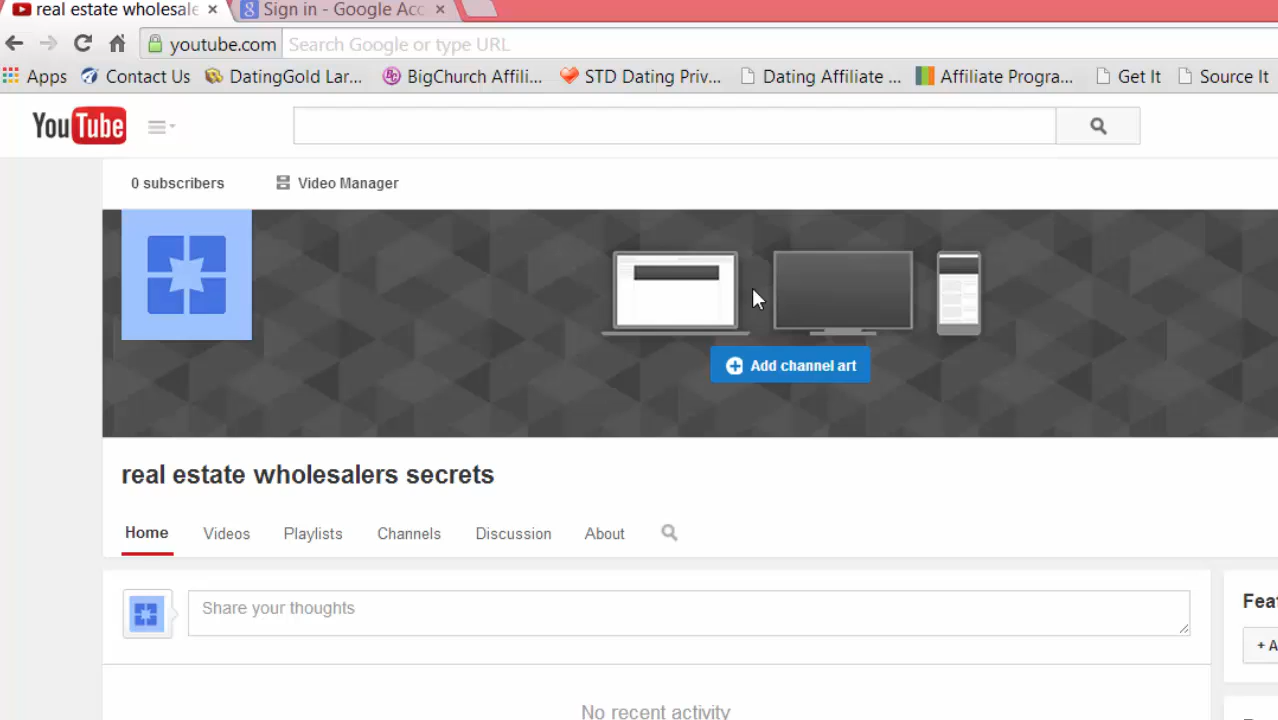 real estate wholesale × Sign in - Google Acc ×
youtube.com Search Google or type URL
Apps Contact Us DatingGold Lar... BigChurch Affili... STD Dating Priv... Dating Affiliate ... Affiliate Progra... Get It Source It
YouTube
0 subscribers Video Manager
Add channel art
real estate wholesalers secrets
Home Videos Playlists Channels Discussion About
Share your thoughts
Feat
+ A
No recent activity